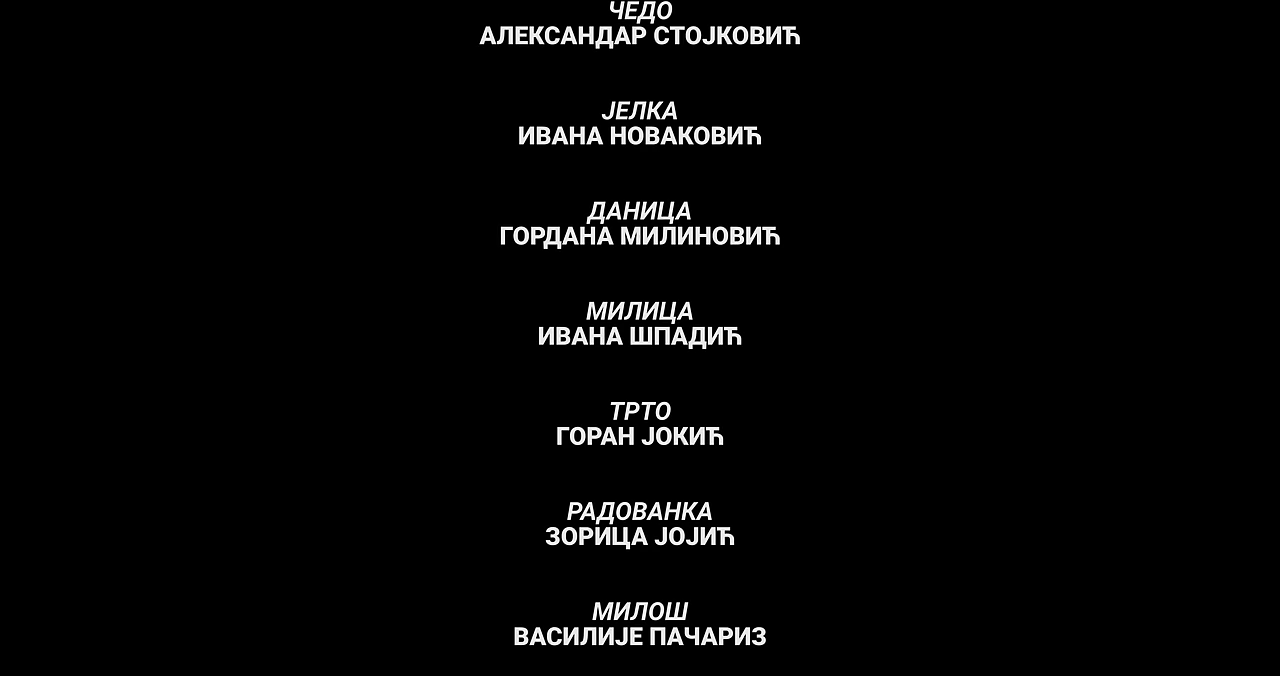 ЧЕДО
АЛЕКСАНДАР СТОЈКОВИЋ
ЈЕЛКА
ИВАНА НОВАКОВИЋ
ДАНИЦА
ГОРДАНА МИЛИНОВИЋ
МИЛИЦА
ИВАНА ШПАДИЋ
ТРТО
ГОРАН ЈОКИЋ
РАДОВАНКА
ЗОРИЦА ЈОЈИЋ
МИЛОШ
ВАСИЛИЈЕ ПАЧАРИЗ